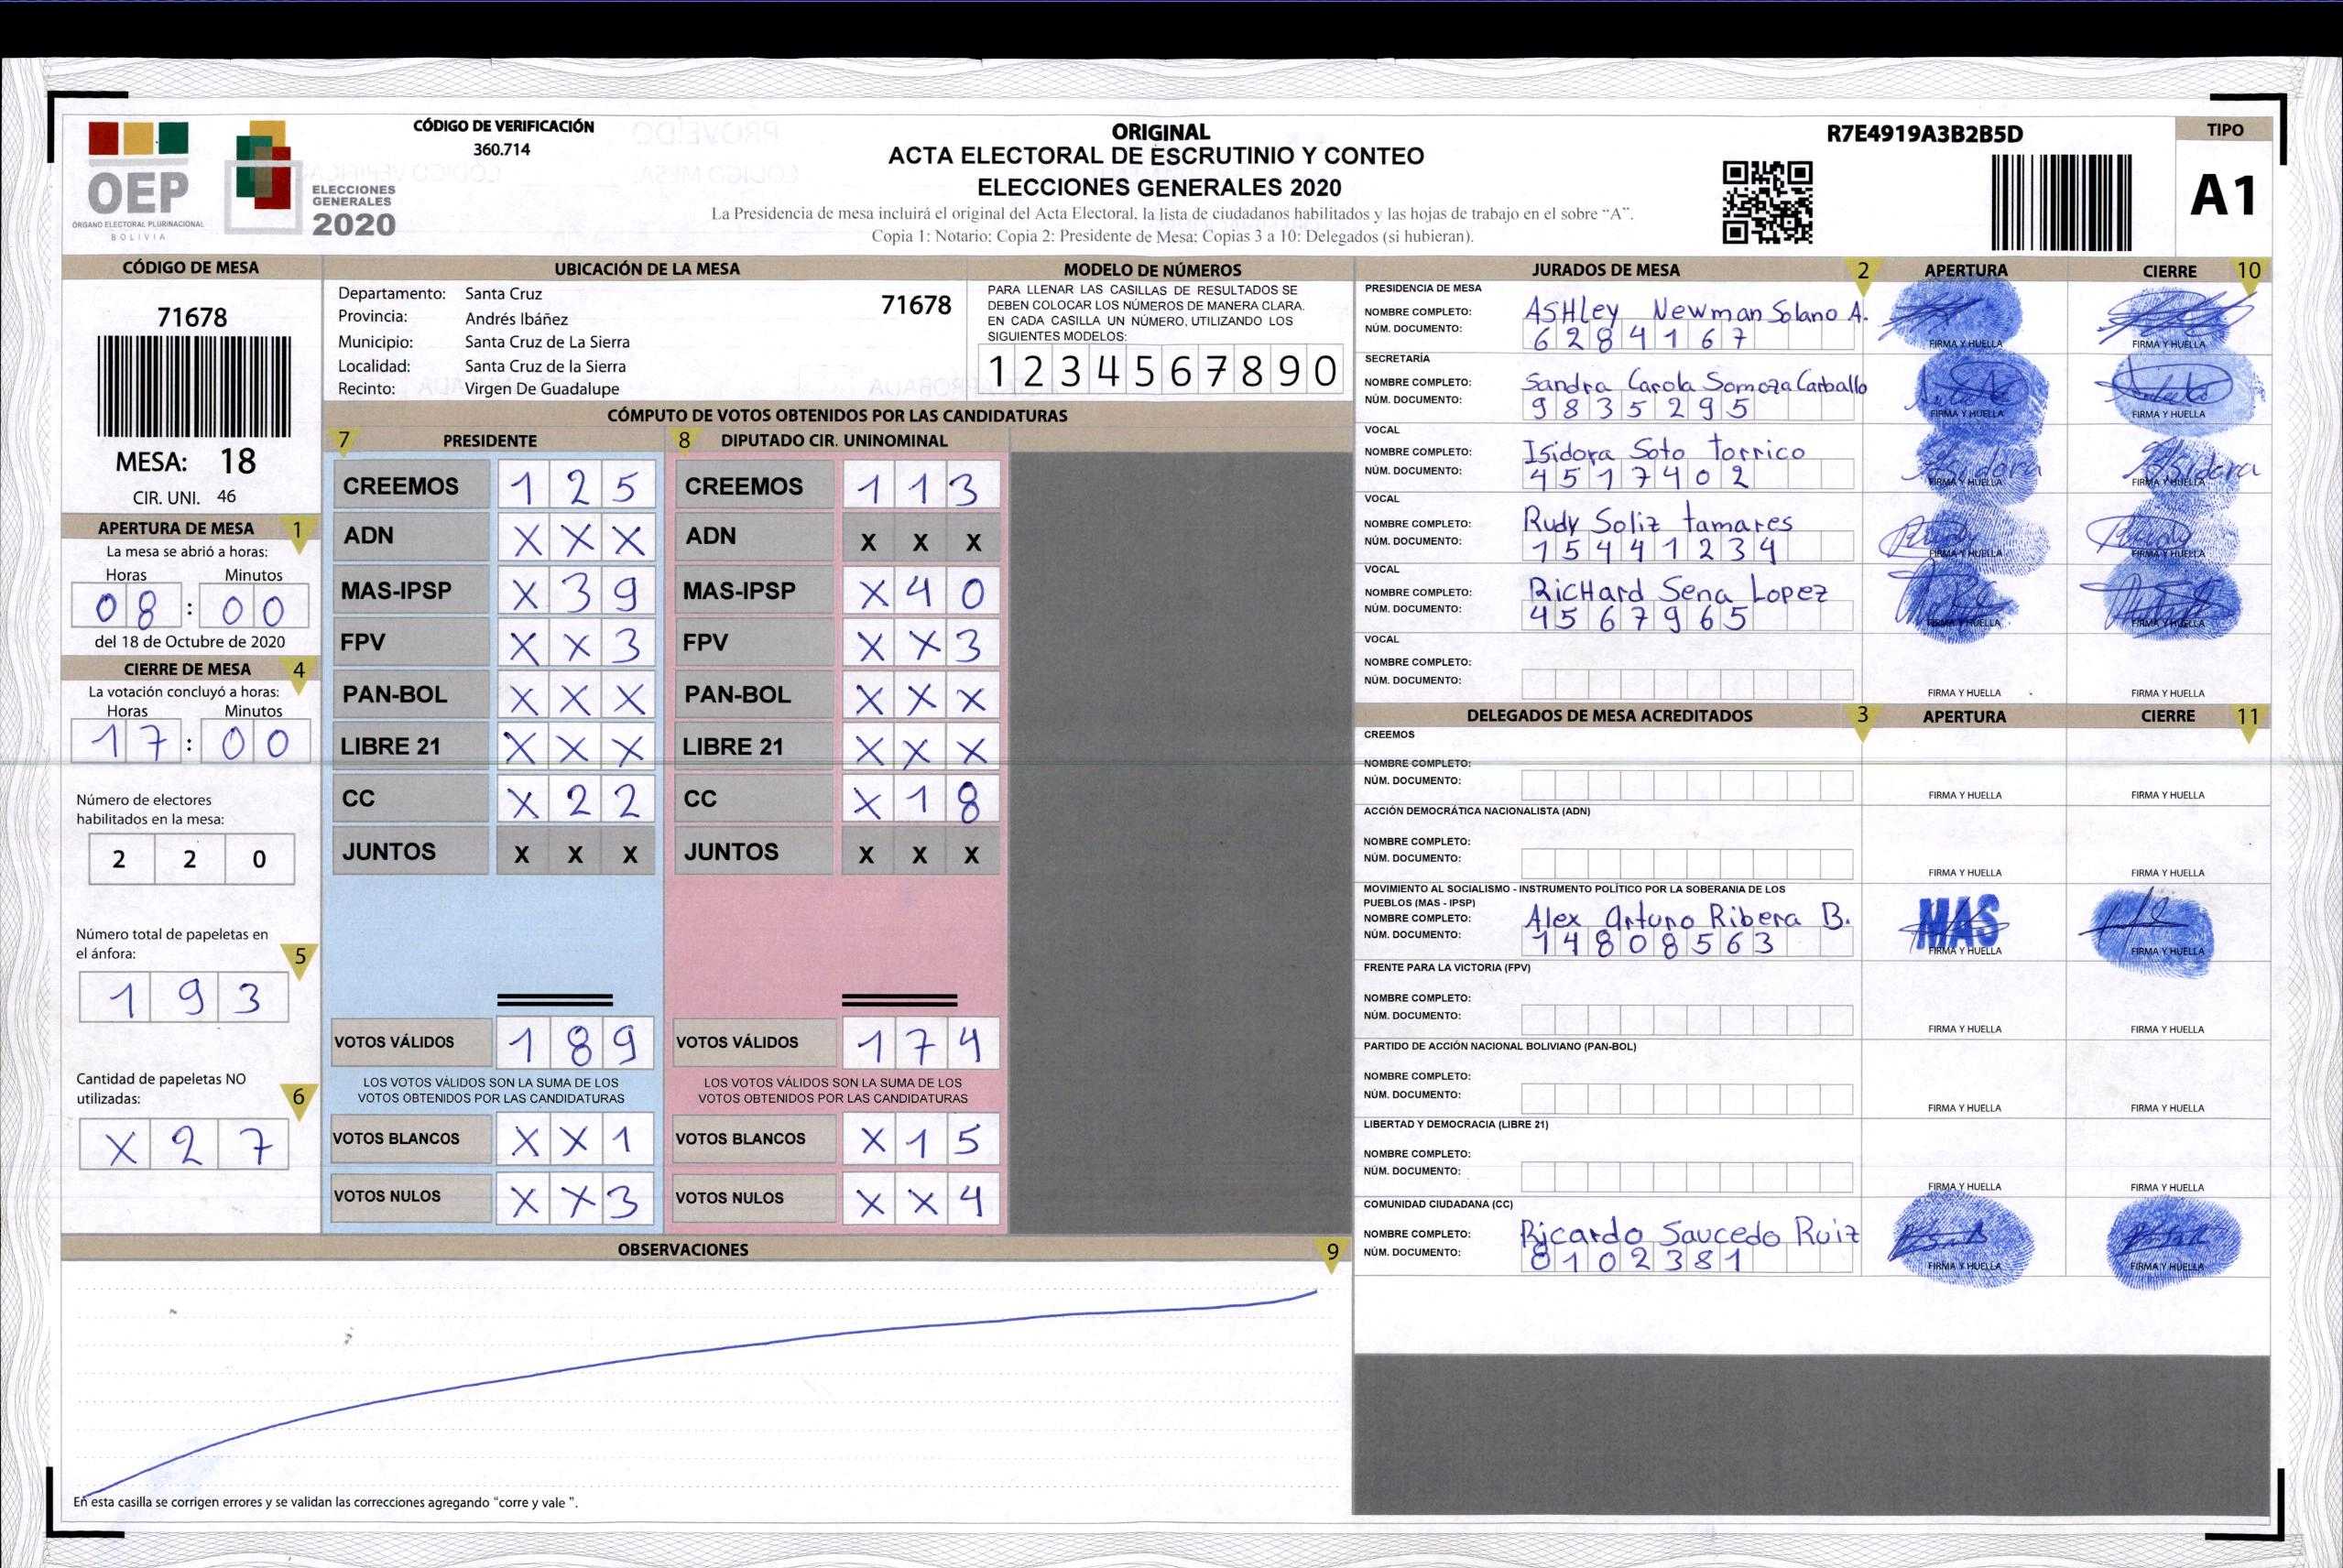 CÓDIGO DE VERIFICACIÓN
360.714
OEP
ORGANO ELECTORAL PLURINACIONAL
BOLIVIA
ELECCIONES
GENERALES
2020
ORIGINAL
ACTA ELECTORAL DE ESCRUTINIO Y CONTEO
ELECCIONES GENERALES 2020
La Presidencia de mesa incluirá el original del Acta Electoral, la lista de ciudadanos habilitados y las hojas de trabajo en el sobre "A".
Copia 1: Notario; Copia 2: Presidente de Mesa; Copias 3 a 10: Delegados (si hubieran).
R7E4919A3B2B5D
TIPO
A1
CÓDIGO DE MESA
71678
MESA: 18
CIR. UNI. 46
APERTURA DE MESA 1
La mesa se abrió a horas:
Horas Minutos
08 : 00
del 18 de Octubre de 2020
CIERRE DE MESA 4
La votación concluyó a horas:
Horas Minutos
17 : 00
Número de electores
habilitados en la mesa:
2 2 0
Número total de papeletas en
el ánfora: 5
1 9 3
Cantidad de papeletas NO
utilizadas: 6
X 2 7
UBICACIÓN DE LA MESA
Departamento: Santa Cruz 71678
Provincia: Andrés Ibáñez
Municipio: Santa Cruz de La Sierra
Localidad: Santa Cruz de la Sierra
Recinto: Virgen De Guadalupe
MODELO DE NÚMEROS
PARA LLENAR LAS CASILLAS DE RESULTADOS SE
DEBEN COLOCAR LOS NÚMEROS DE MANERA CLARA.
EN CADA CASILLA UN NÚMERO, UTILIZANDO LOS
SIGUIENTES MODELOS:
1 2 3 4 5 6 7 8 9 0
CÓMPUTO DE VOTOS OBTENIDOS POR LAS CANDIDATURAS
7 PRESIDENTE
CREEMOS 1 2 5
ADN X X X
MAS-IPSP X 3 9
FPV X X 3
PAN-BOL X X X
LIBRE 21 X X X
CC X 2 2
JUNTOS X X X
VOTOS VÁLIDOS 1 8 9
LOS VOTOS VÁLIDOS SON LA SUMA DE LOS
VOTOS OBTENIDOS POR LAS CANDIDATURAS
VOTOS BLANCOS X X 1
VOTOS NULOS X X 3
8 DIPUTADO CIR. UNINOMINAL
CREEMOS 1 1 3
ADN X X X
MAS-IPSP X 4 0
FPV X X 3
PAN-BOL X X X
LIBRE 21 X X X
CC X 1 8
JUNTOS X X X
VOTOS VÁLIDOS 1 7 4
LOS VOTOS VÁLIDOS SON LA SUMA DE LOS
VOTOS OBTENIDOS POR LAS CANDIDATURAS
VOTOS BLANCOS X 1 5
VOTOS NULOS X X 4
OBSERVACIONES 9
En esta casilla se corrigen errores y se validan las correcciones agregando "corre y vale ".
JURADOS DE MESA 2 APERTURA CIERRE 10
PRESIDENCIA DE MESA
NOMBRE COMPLETO: ASHley Newman Solano A.
NÚM. DOCUMENTO: 6284167
FIRMA Y HUELLA FIRMA Y HUELLA
SECRETARÍA
NOMBRE COMPLETO: Sandra Carola Somoza Carballo
NÚM. DOCUMENTO: 9835295
FIRMA Y HUELLA FIRMA Y HUELLA
VOCAL
NOMBRE COMPLETO: Isidora Soto Torrico
NÚM. DOCUMENTO: 4517402
Isidora Isidora
FIRMA Y HUELLA FIRMA Y HUELLA
VOCAL
NOMBRE COMPLETO: Rudy Soliz tamares
NÚM. DOCUMENTO: 15441234
FIRMA Y HUELLA FIRMA Y HUELLA
VOCAL
NOMBRE COMPLETO: RicHard Sena Lopez
NÚM. DOCUMENTO: 4567965
FIRMA Y HUELLA FIRMA Y HUELLA
VOCAL
NOMBRE COMPLETO:
NÚM. DOCUMENTO:
FIRMA Y HUELLA FIRMA Y HUELLA
DELEGADOS DE MESA ACREDITADOS 3 APERTURA CIERRE 11
CREEMOS
NOMBRE COMPLETO:
NÚM. DOCUMENTO:
FIRMA Y HUELLA FIRMA Y HUELLA
ACCIÓN DEMOCRÁTICA NACIONALISTA (ADN)
NOMBRE COMPLETO:
NÚM. DOCUMENTO:
FIRMA Y HUELLA FIRMA Y HUELLA
MOVIMIENTO AL SOCIALISMO - INSTRUMENTO POLÍTICO POR LA SOBERANIA DE LOS
PUEBLOS (MAS - IPSP)
NOMBRE COMPLETO: Alex Arturo Ribera B.
NÚM. DOCUMENTO: 14808563
MAS
FIRMA Y HUELLA FIRMA Y HUELLA
FRENTE PARA LA VICTORIA (FPV)
NOMBRE COMPLETO:
NÚM. DOCUMENTO:
FIRMA Y HUELLA FIRMA Y HUELLA
PARTIDO DE ACCIÓN NACIONAL BOLIVIANO (PAN-BOL)
NOMBRE COMPLETO:
NÚM. DOCUMENTO:
FIRMA Y HUELLA FIRMA Y HUELLA
LIBERTAD Y DEMOCRACIA (LIBRE 21)
NOMBRE COMPLETO:
NÚM. DOCUMENTO:
FIRMA Y HUELLA FIRMA Y HUELLA
COMUNIDAD CIUDADANA (CC)
NOMBRE COMPLETO: Ricardo Saucedo Ruiz
NÚM. DOCUMENTO: 8102381
FIRMA Y HUELLA FIRMA Y HUELLA